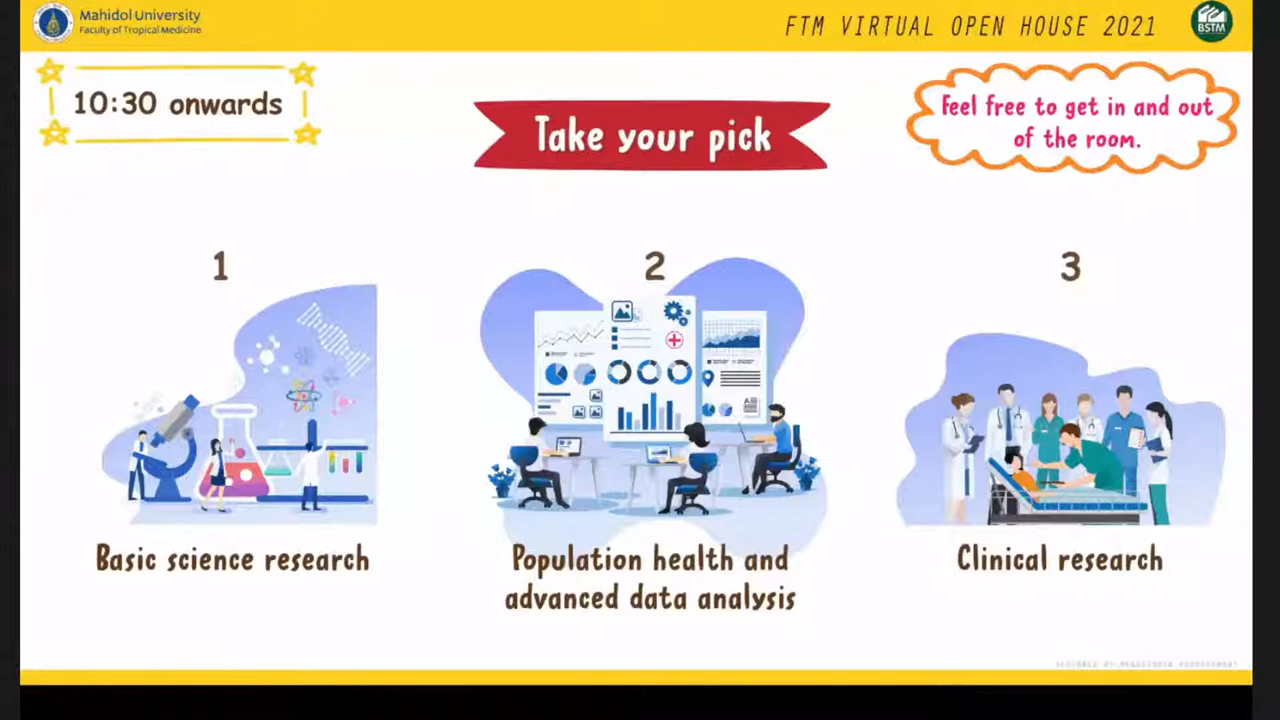 Mahidol University
Faculty of Tropical Medicine
FTM VIRTUAL OPEN HOUSE 2021
BSTM
10:30 onwards
Take your pick
Feel free to get in and out
of the room.
1
2
3
Basic science research
Population health and
advanced data analysis
Clinical research